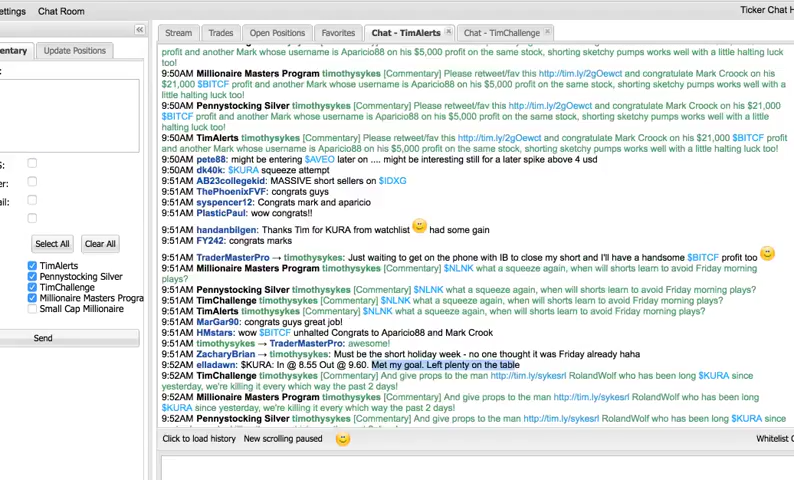 ettings Chat Room
Ticker Chat H
«
entary Update Positions
Stream Trades Open Positions Favorites Chat - TimAlerts Chat - TimChallenge
profit and another Mark whose username is Aparicio88 on his $5,000 profit on the same stock, shorting sketchy pumps works well with a little halting luck
too!
9:50AM Millionaire Masters Program timothysykes [Commentary] Please retweet/fav this http://tim.ly/2gOewct and congratulate Mark Croock on his
$21,000 $BITCF profit and another Mark whose username is Aparicio88 on his $5,000 profit on the same stock, shorting sketchy pumps works well with a
little halting luck too!
9:50AM Pennystocking Silver timothysykes [Commentary] Please retweet/fav this http://tim.ly/2gOewct and congratulate Mark Croock on his $21,000
$BITCF profit and another Mark whose username is Aparicio88 on his $5,000 profit on the same stock, shorting sketchy pumps works well with a little
halting luck too!
9:50AM TimAlerts timothysykes [Commentary] Please retweet/fav this http://tim.ly/2gOewct and congratulate Mark Croock on his $21,000 $BITCF profit
and another Mark whose username is Aparicio88 on his $5,000 profit on the same stock, shorting sketchy pumps works well with a little halting luck too!
9:50AM pete88: might be entering $AVEO later on .... might be interesting still for a later spike above 4 usd
9:50AM dk40k: $KURA squeeze attempt
9:51AM AB23collegekid: MASSIVE short sellers on $IDXG
9:51AM ThePhoenixFVF: congrats guys
9:51AM syspencer12: Congrats mark and aparicio
9:51AM PlasticPaul: wow congrats!!
9:51AM handanbilgen: Thanks Tim for KURA from watchlist had some gain
9:51AM FY242: congrats marks
9:51AM TraderMasterPro → timothysykes: Just waiting to get on the phone with IB to close my short and I'll have a handsome $BITCF profit too
9:51AM Millionaire Masters Program timothysykes [Commentary] $NLNK what a squeeze again, when will shorts learn to avoid Friday morning
plays?
9:51AM Pennystocking Silver timothysykes [Commentary] $NLNK what a squeeze again, when will shorts learn to avoid Friday morning plays?
9:51AM TimChallenge timothysykes [Commentary] $NLNK what a squeeze again, when will shorts learn to avoid Friday morning plays?
9:51AM TimAlerts timothysykes [Commentary] $NLNK what a squeeze again, when will shorts learn to avoid Friday morning plays?
9:51AM MarGar90: congrats guys great job!
9:51AM HMstars: wow $BITCF unhalted Congrats to Aparicio88 and Mark Crook
9:51AM timothysykes → TraderMasterPro: awesome!
9:51AM ZacharyBrian → timothysykes: Must be the short holiday week - no one thought it was Friday already haha
9:52AM elladawn: $KURA: In @ 8.55 Out @ 9.60. Met my goal. Left plenty on the table
9:52AM TimChallenge timothysykes [Commentary] And give props to the man http://tim.ly/sykesrl RolandWolf who has been long $KURA since
yesterday, we're killing it every which way the past 2 days!
9:52AM Millionaire Masters Program timothysykes [Commentary] And give props to the man http://tim.ly/sykesrl RolandWolf who has been long
$KURA since yesterday, we're killing it every which way the past 2 days!
9:52AM Pennystocking Silver timothysykes [Commentary] And give props to the man http://tim.ly/sykesrl RolandWolf who has been long $KURA
:
S:
er:
ail:
Select All Clear All
TimAlerts
Pennystocking Silver
TimChallenge
Millionaire Masters Progra
Small Cap Millionaire
Send
Click to load history New scrolling paused
Whitelist C